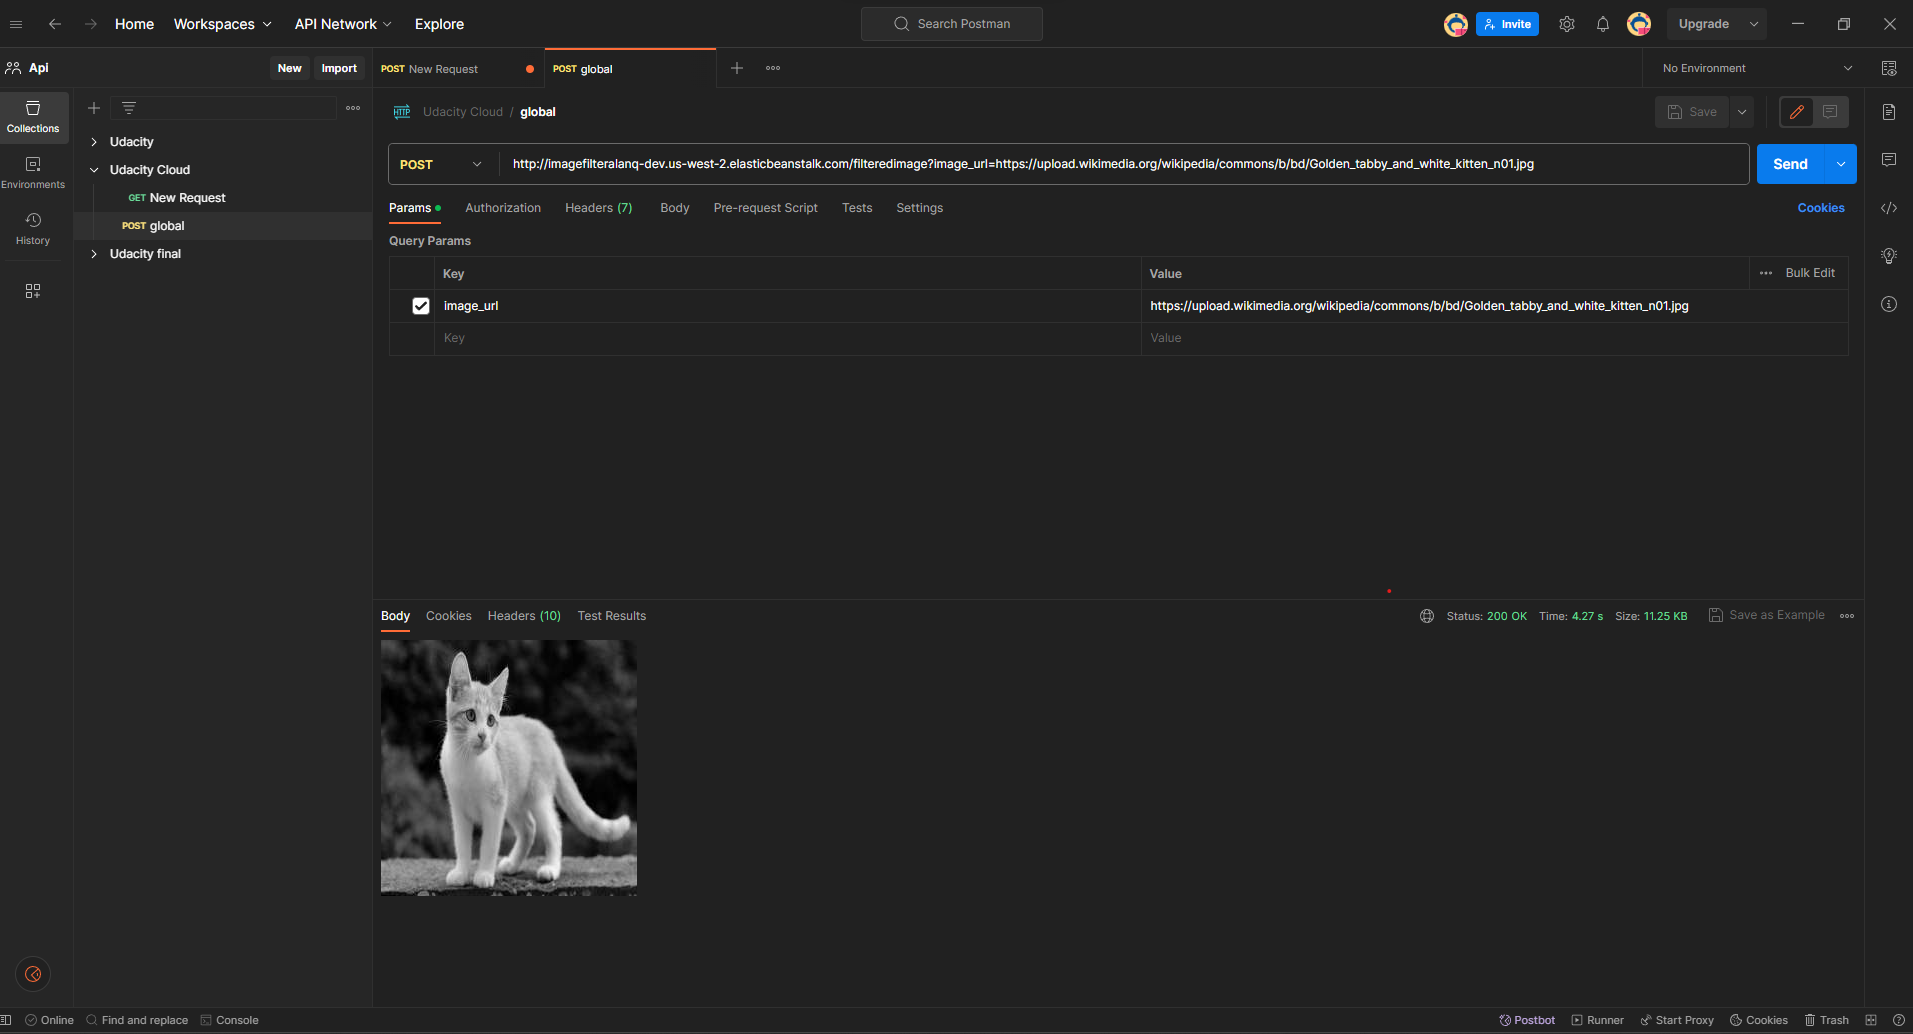 Home Workspaces API Network Explore Search Postman Invite Upgrade
Api New Import POST New Request POST global No Environment
Udacity Cloud / global Save
Collections
Environments
History
Udacity
Udacity Cloud
GET New Request
POST global
Udacity final
POST http://imagefilteralanq-dev.us-west-2.elasticbeanstalk.com/filteredimage?image_url=https://upload.wikimedia.org/wikipedia/commons/b/bd/Golden_tabby_and_white_kitten_n01.jpg Send
Params Authorization Headers (7) Body Pre-request Script Tests Settings Cookies
Query Params
Key Value Bulk Edit
image_url https://upload.wikimedia.org/wikipedia/commons/b/bd/Golden_tabby_and_white_kitten_n01.jpg
Key Value
Body Cookies Headers (10) Test Results Status: 200 OK Time: 4.27 s Size: 11.25 KB Save as Example
Online Find and replace Console Postbot Runner Start Proxy Cookies Trash